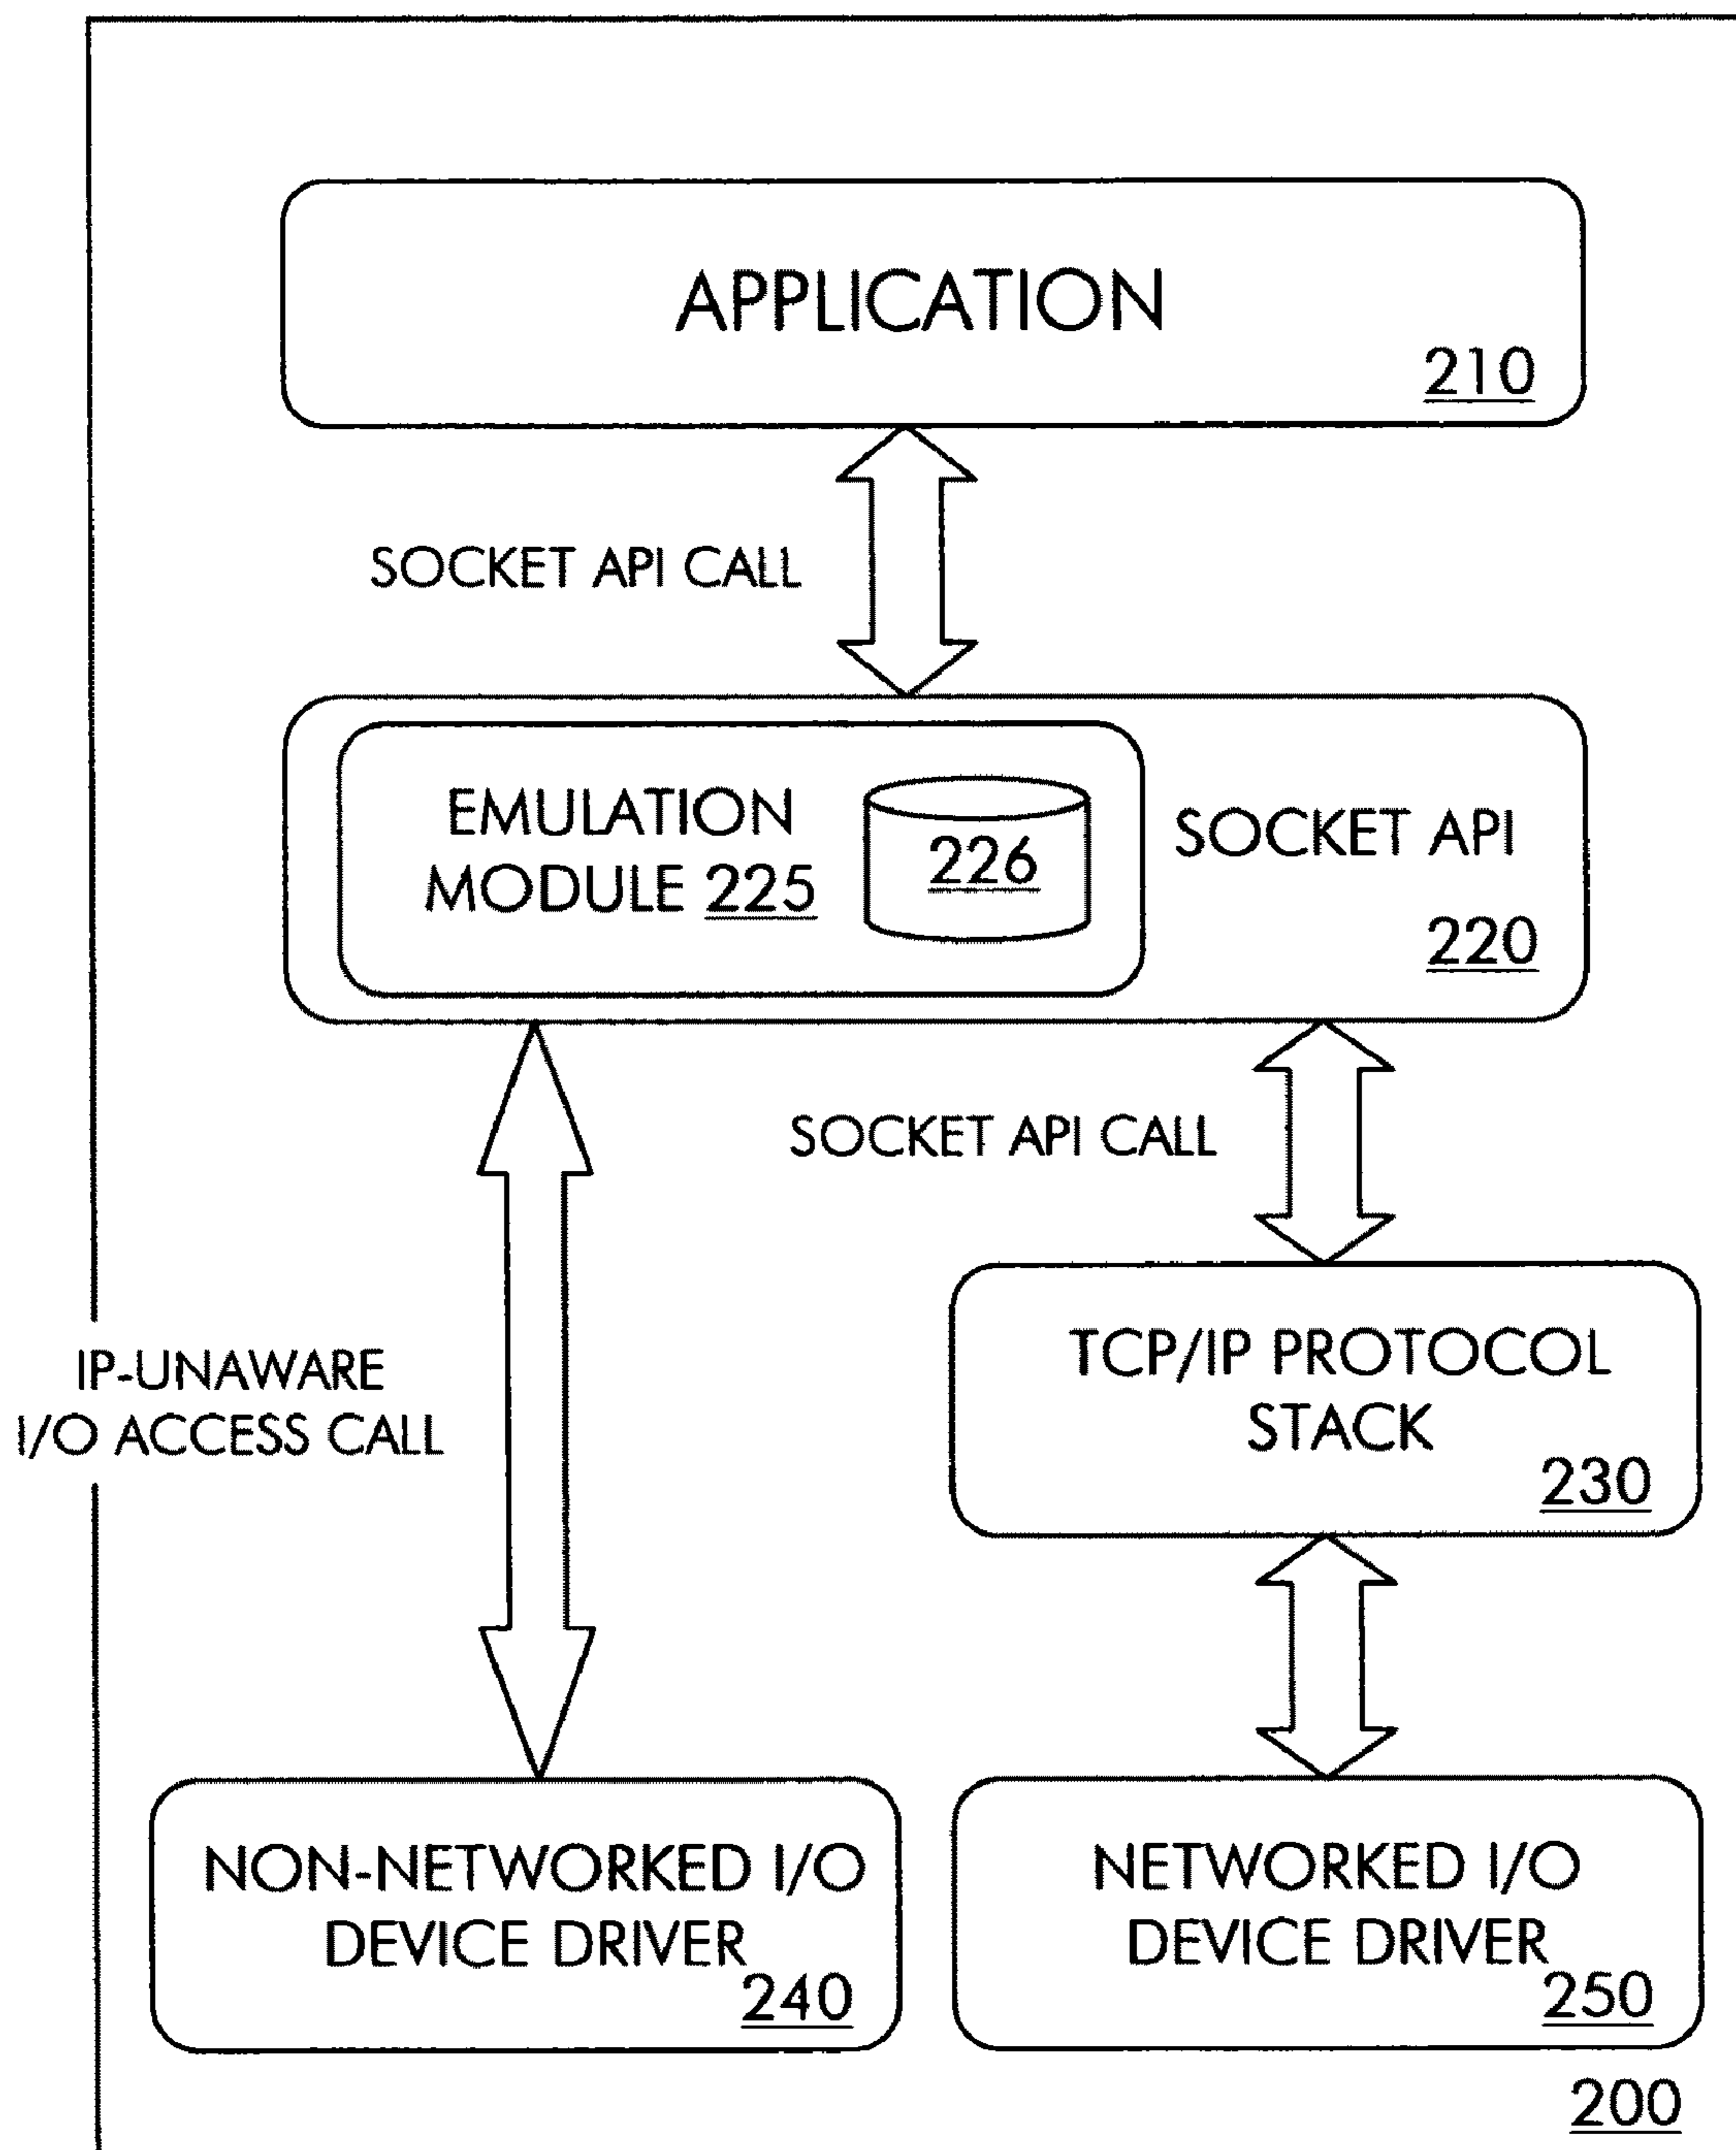 APPLICATION
210
SOCKET API CALL
EMULATION
MODULE 225
226
SOCKET API
220
SOCKET API CALL
IP-UNAWARE
I/O ACCESS CALL
TCP/IP PROTOCOL
STACK
230
NON-NETWORKED I/O
DEVICE DRIVER
240
NETWORKED I/O
DEVICE DRIVER
250
200